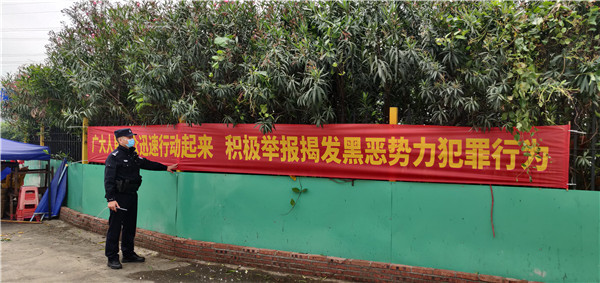 广大人民 迅速行动起来 积极举报揭发黑恶势力犯罪行为